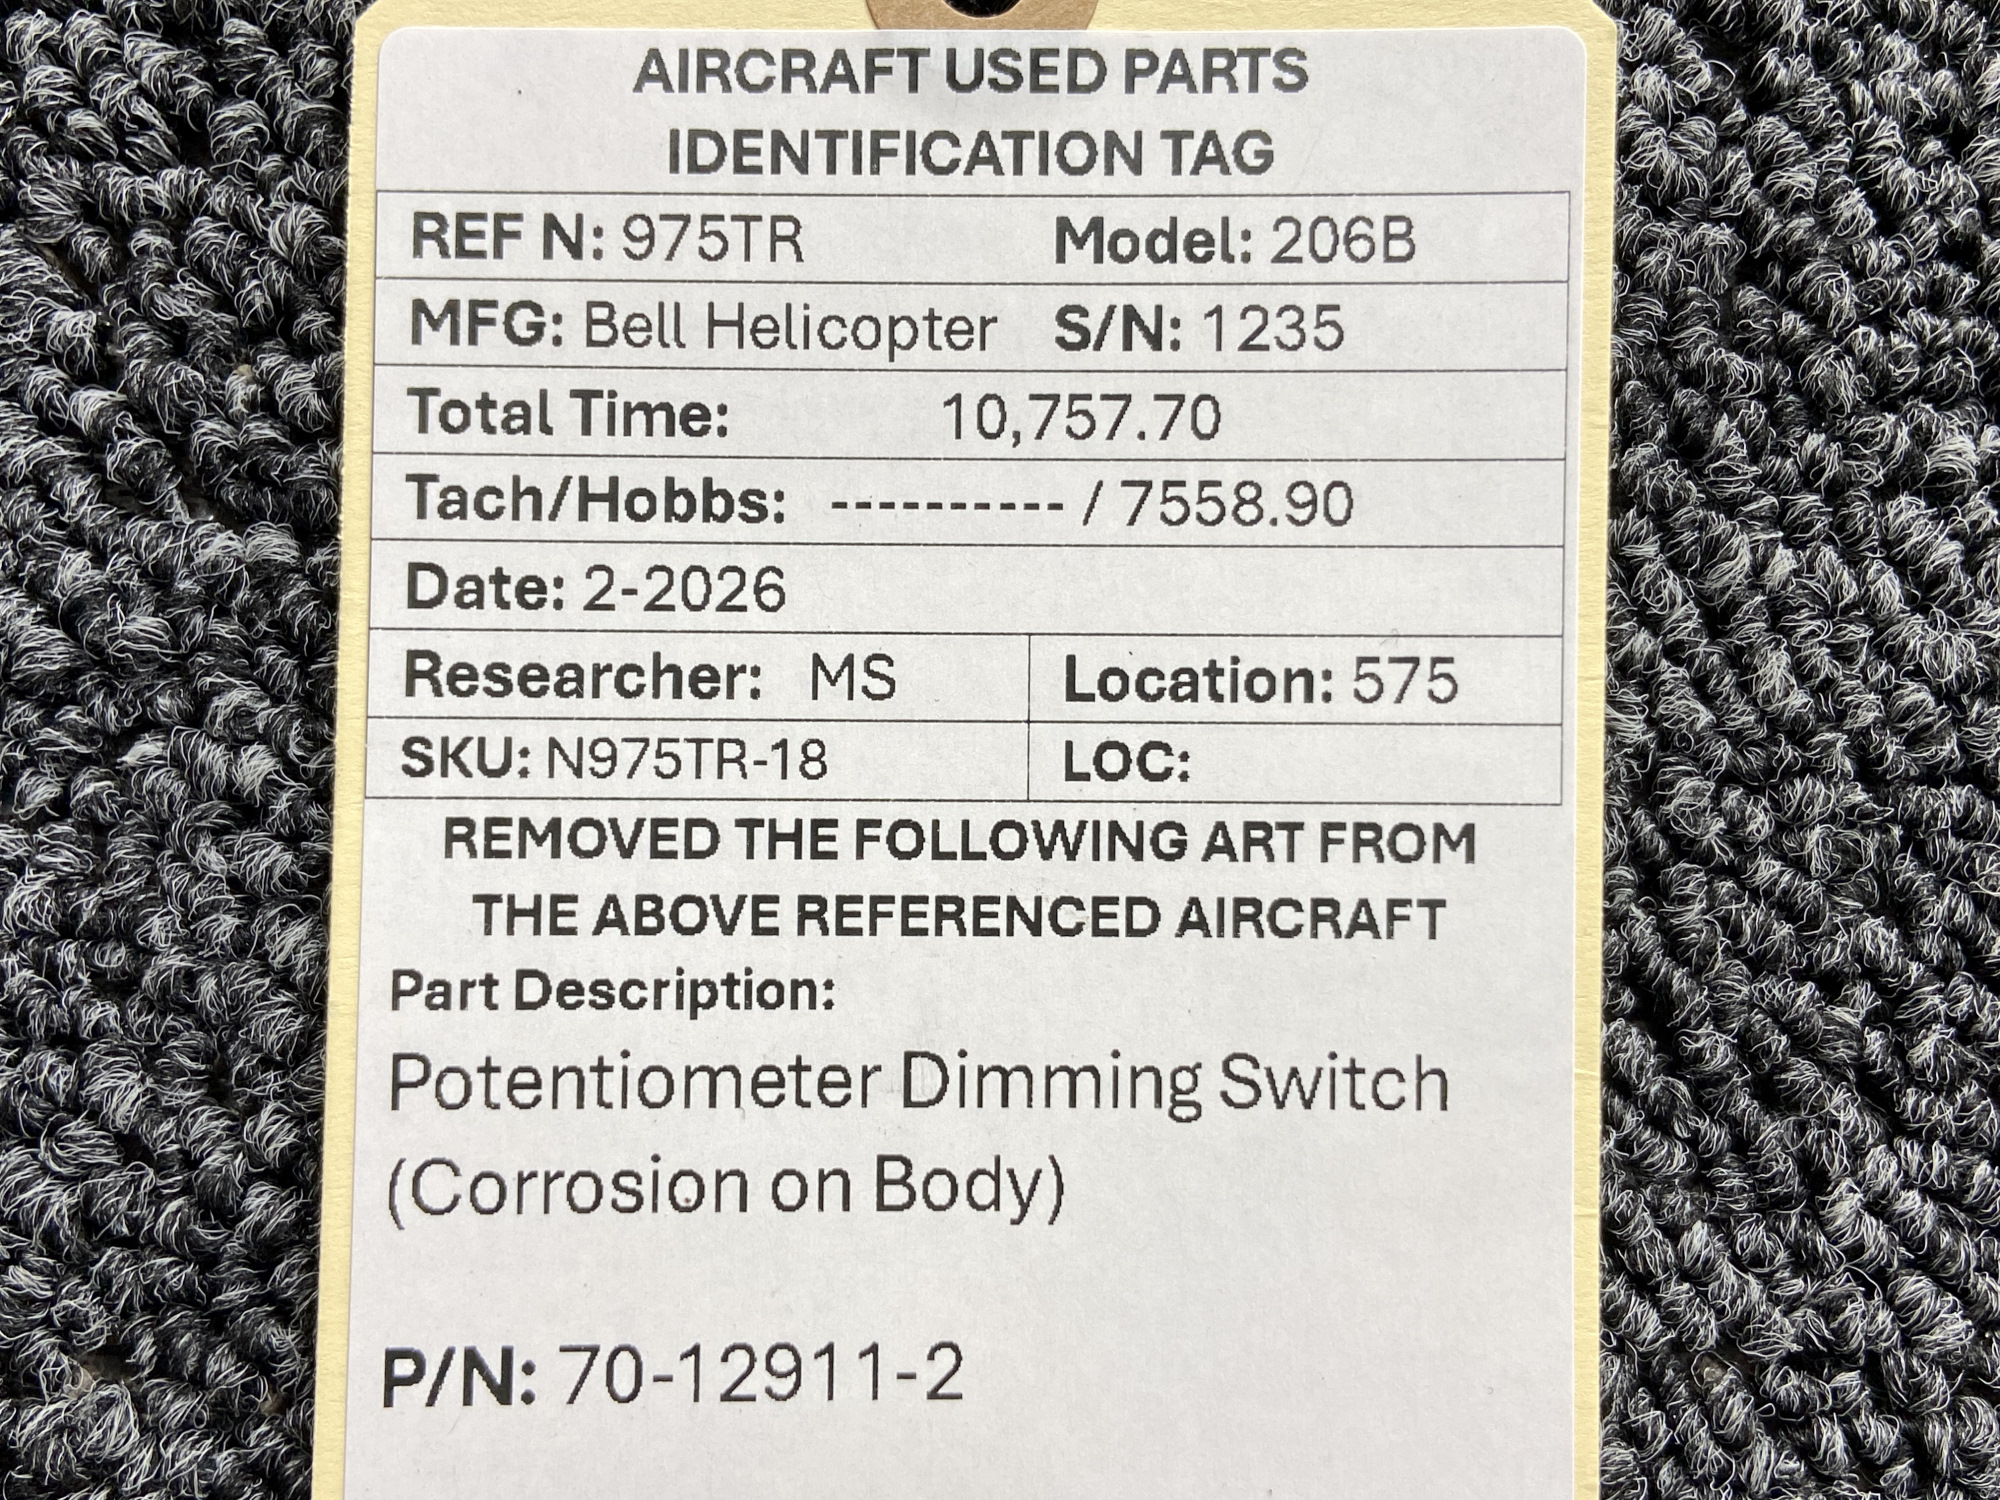 AIRCRAFT USED PARTS
IDENTIFICATION TAG
REF N: 975TR Model: 206B
MFG: Bell Helicopter S/N: 1235
Total Time: 10,757.70
Tach/Hobbs: ---------- / 7558.90
Date: 2-2026
Researcher: MS Location: 575
SKU: N975TR-18 LOC:
REMOVED THE FOLLOWING ART FROM
THE ABOVE REFERENCED AIRCRAFT
Part Description:
Potentiometer Dimming Switch
(Corrosion on Body)
P/N: 70-12911-2